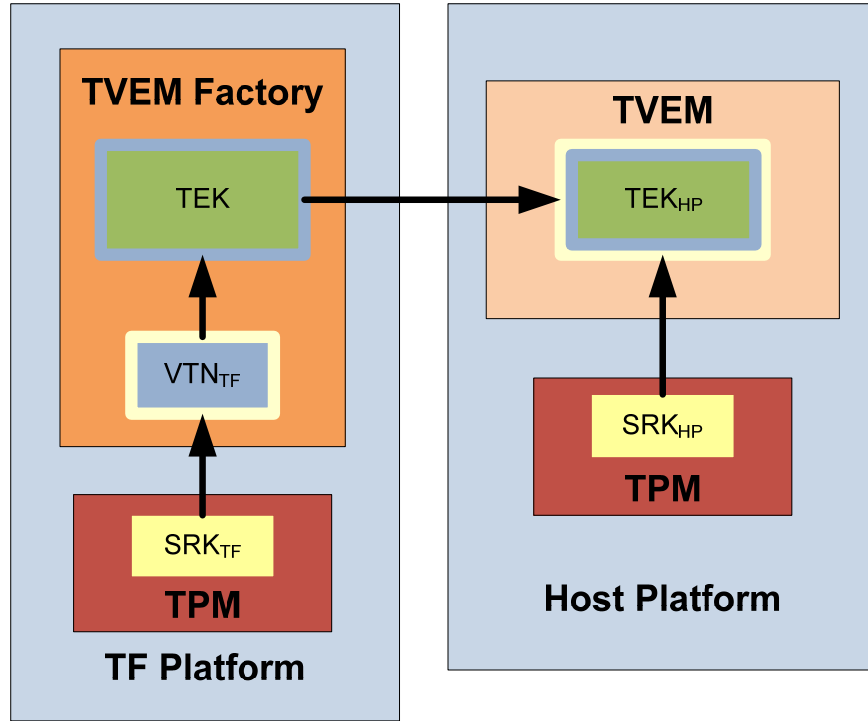 TVEM Factory
TEK
VTN_TF
SRK_TF
TPM
TF Platform
TVEM
TEK_HP
SRK_HP
TPM
Host Platform